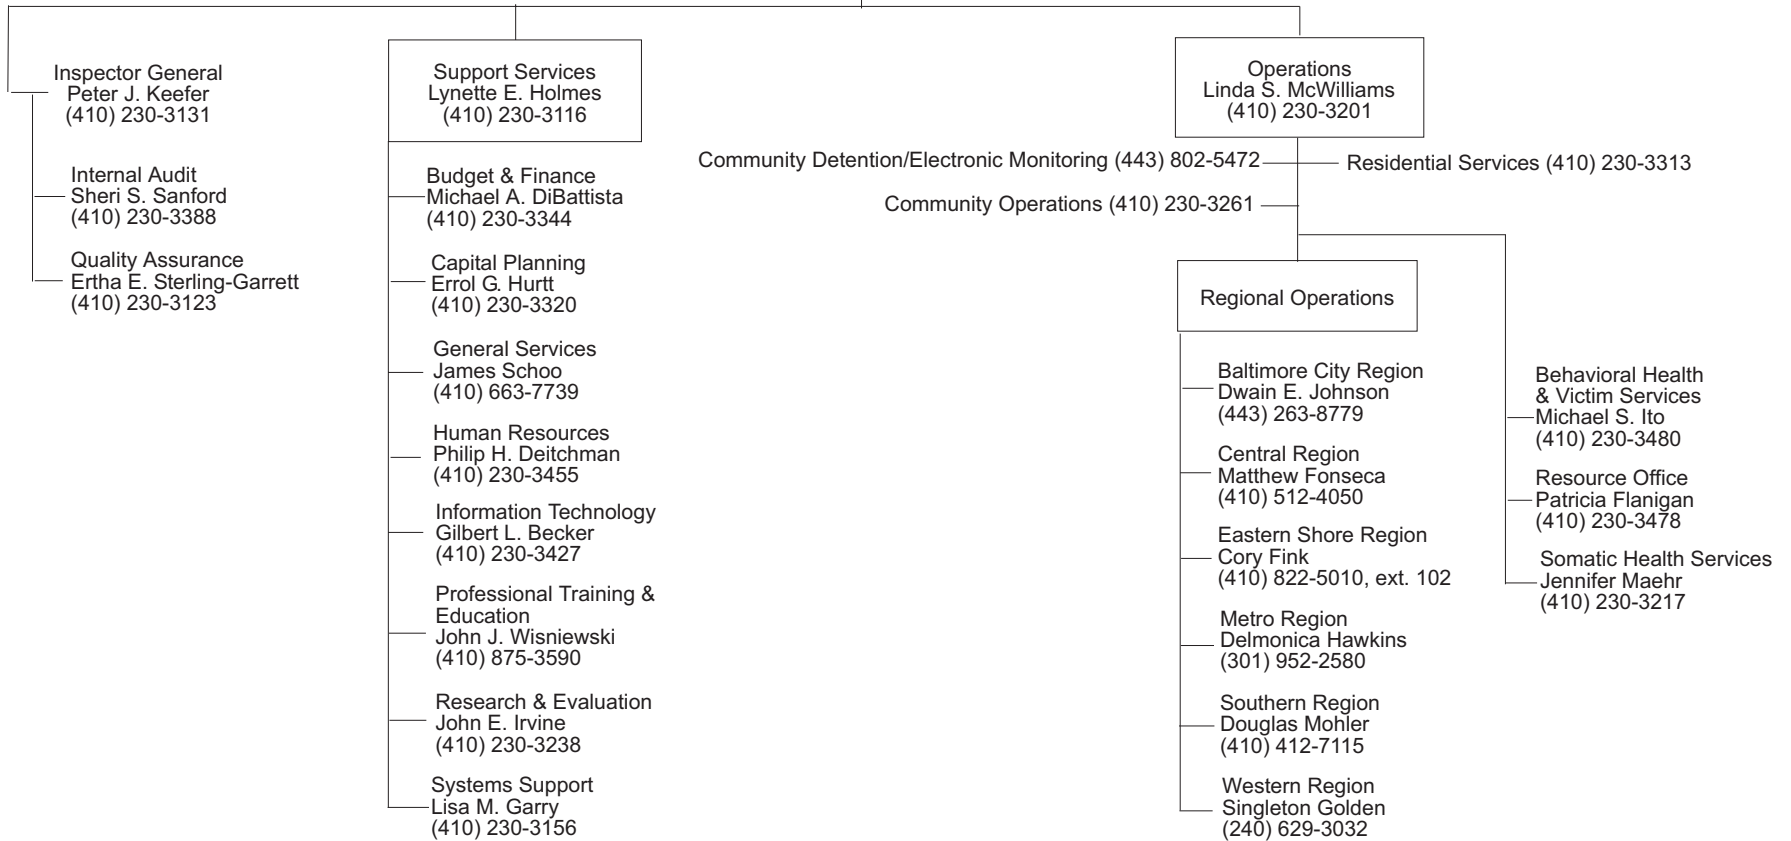 Inspector General
Peter J. Keefer
(410) 230-3131
Internal Audit
Sheri S. Sanford
(410) 230-3388
Quality Assurance
Ertha E. Sterling-Garrett
(410) 230-3123
Support Services
Lynette E. Holmes
(410) 230-3116
Budget & Finance
Michael A. DiBattista
(410) 230-3344
Capital Planning
Errol G. Hurtt
(410) 230-3320
General Services
James Schoo
(410) 663-7739
Human Resources
Philip H. Deitchman
(410) 230-3455
Information Technology
Gilbert L. Becker
(410) 230-3427
Professional Training &
Education
John J. Wisniewski
(410) 875-3590
Research & Evaluation
John E. Irvine
(410) 230-3238
Systems Support
Lisa M. Garry
(410) 230-3156
Operations
Linda S. McWilliams
(410) 230-3201
Community Detention/Electronic Monitoring (443) 802-5472
Residential Services (410) 230-3313
Community Operations (410) 230-3261
Regional Operations
Baltimore City Region
Dwain E. Johnson
(443) 263-8779
Central Region
Matthew Fonseca
(410) 512-4050
Eastern Shore Region
Cory Fink
(410) 822-5010, ext. 102
Metro Region
Delmonica Hawkins
(301) 952-2580
Southern Region
Douglas Mohler
(410) 412-7115
Western Region
Singleton Golden
(240) 629-3032
Behavioral Health
& Victim Services
Michael S. Ito
(410) 230-3480
Resource Office
Patricia Flanigan
(410) 230-3478
Somatic Health Services
Jennifer Maehr
(410) 230-3217